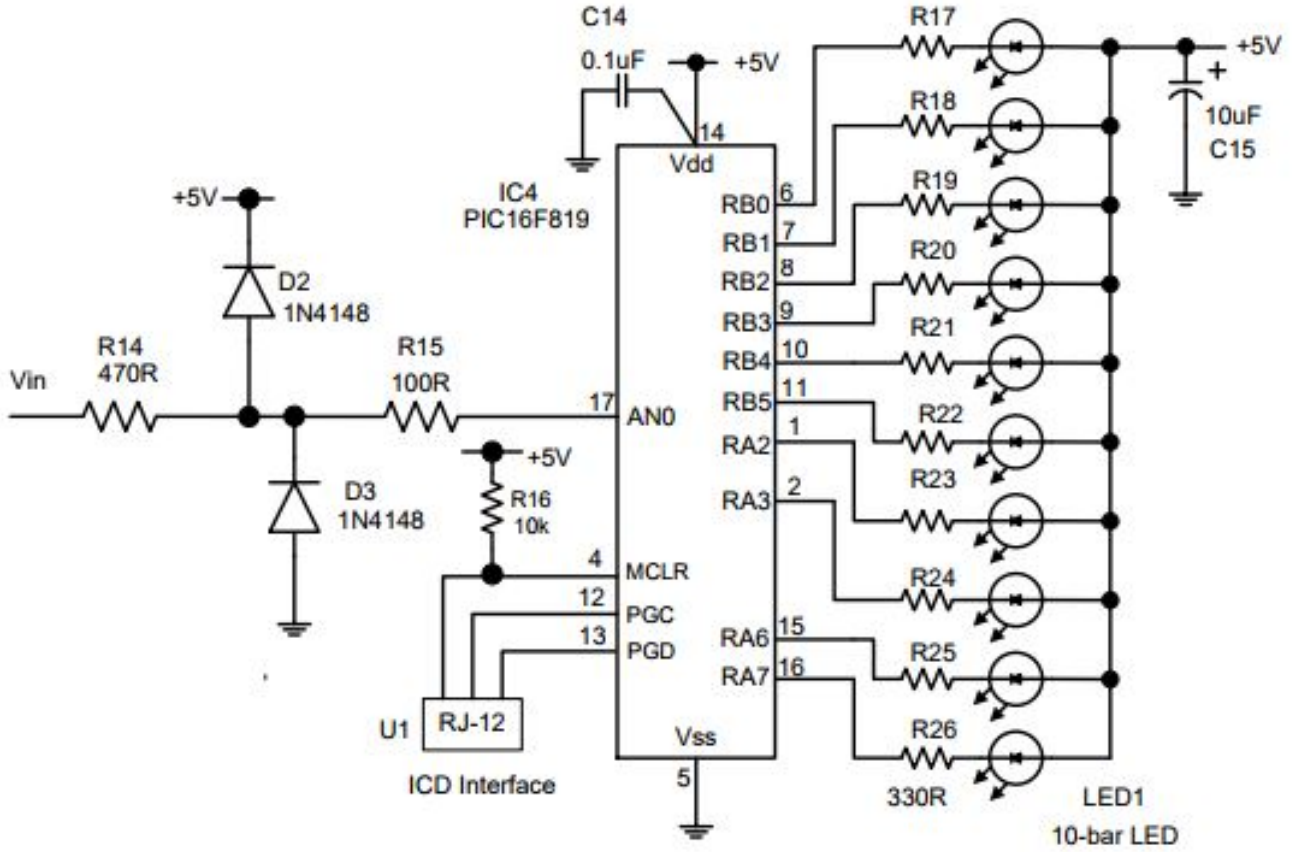 C14
0.1uF
+5V
14
Vdd
IC4
PIC16F819
+5V
D2
1N4148
R14
470R
Vin
R15
100R
17
AN0
D3
1N4148
+5V
R16
10k
4
MCLR
12
PGC
13
PGD
U1
RJ-12
ICD Interface
Vss
5
RB0
6
RB1
7
RB2
8
RB3
9
RB4
10
RB5
11
RA2
1
RA3
2
RA6
15
RA7
16
R17
R18
R19
R20
R21
R22
R23
R24
R25
R26
330R
+5V
+
10uF
C15
LED1
10-bar LED